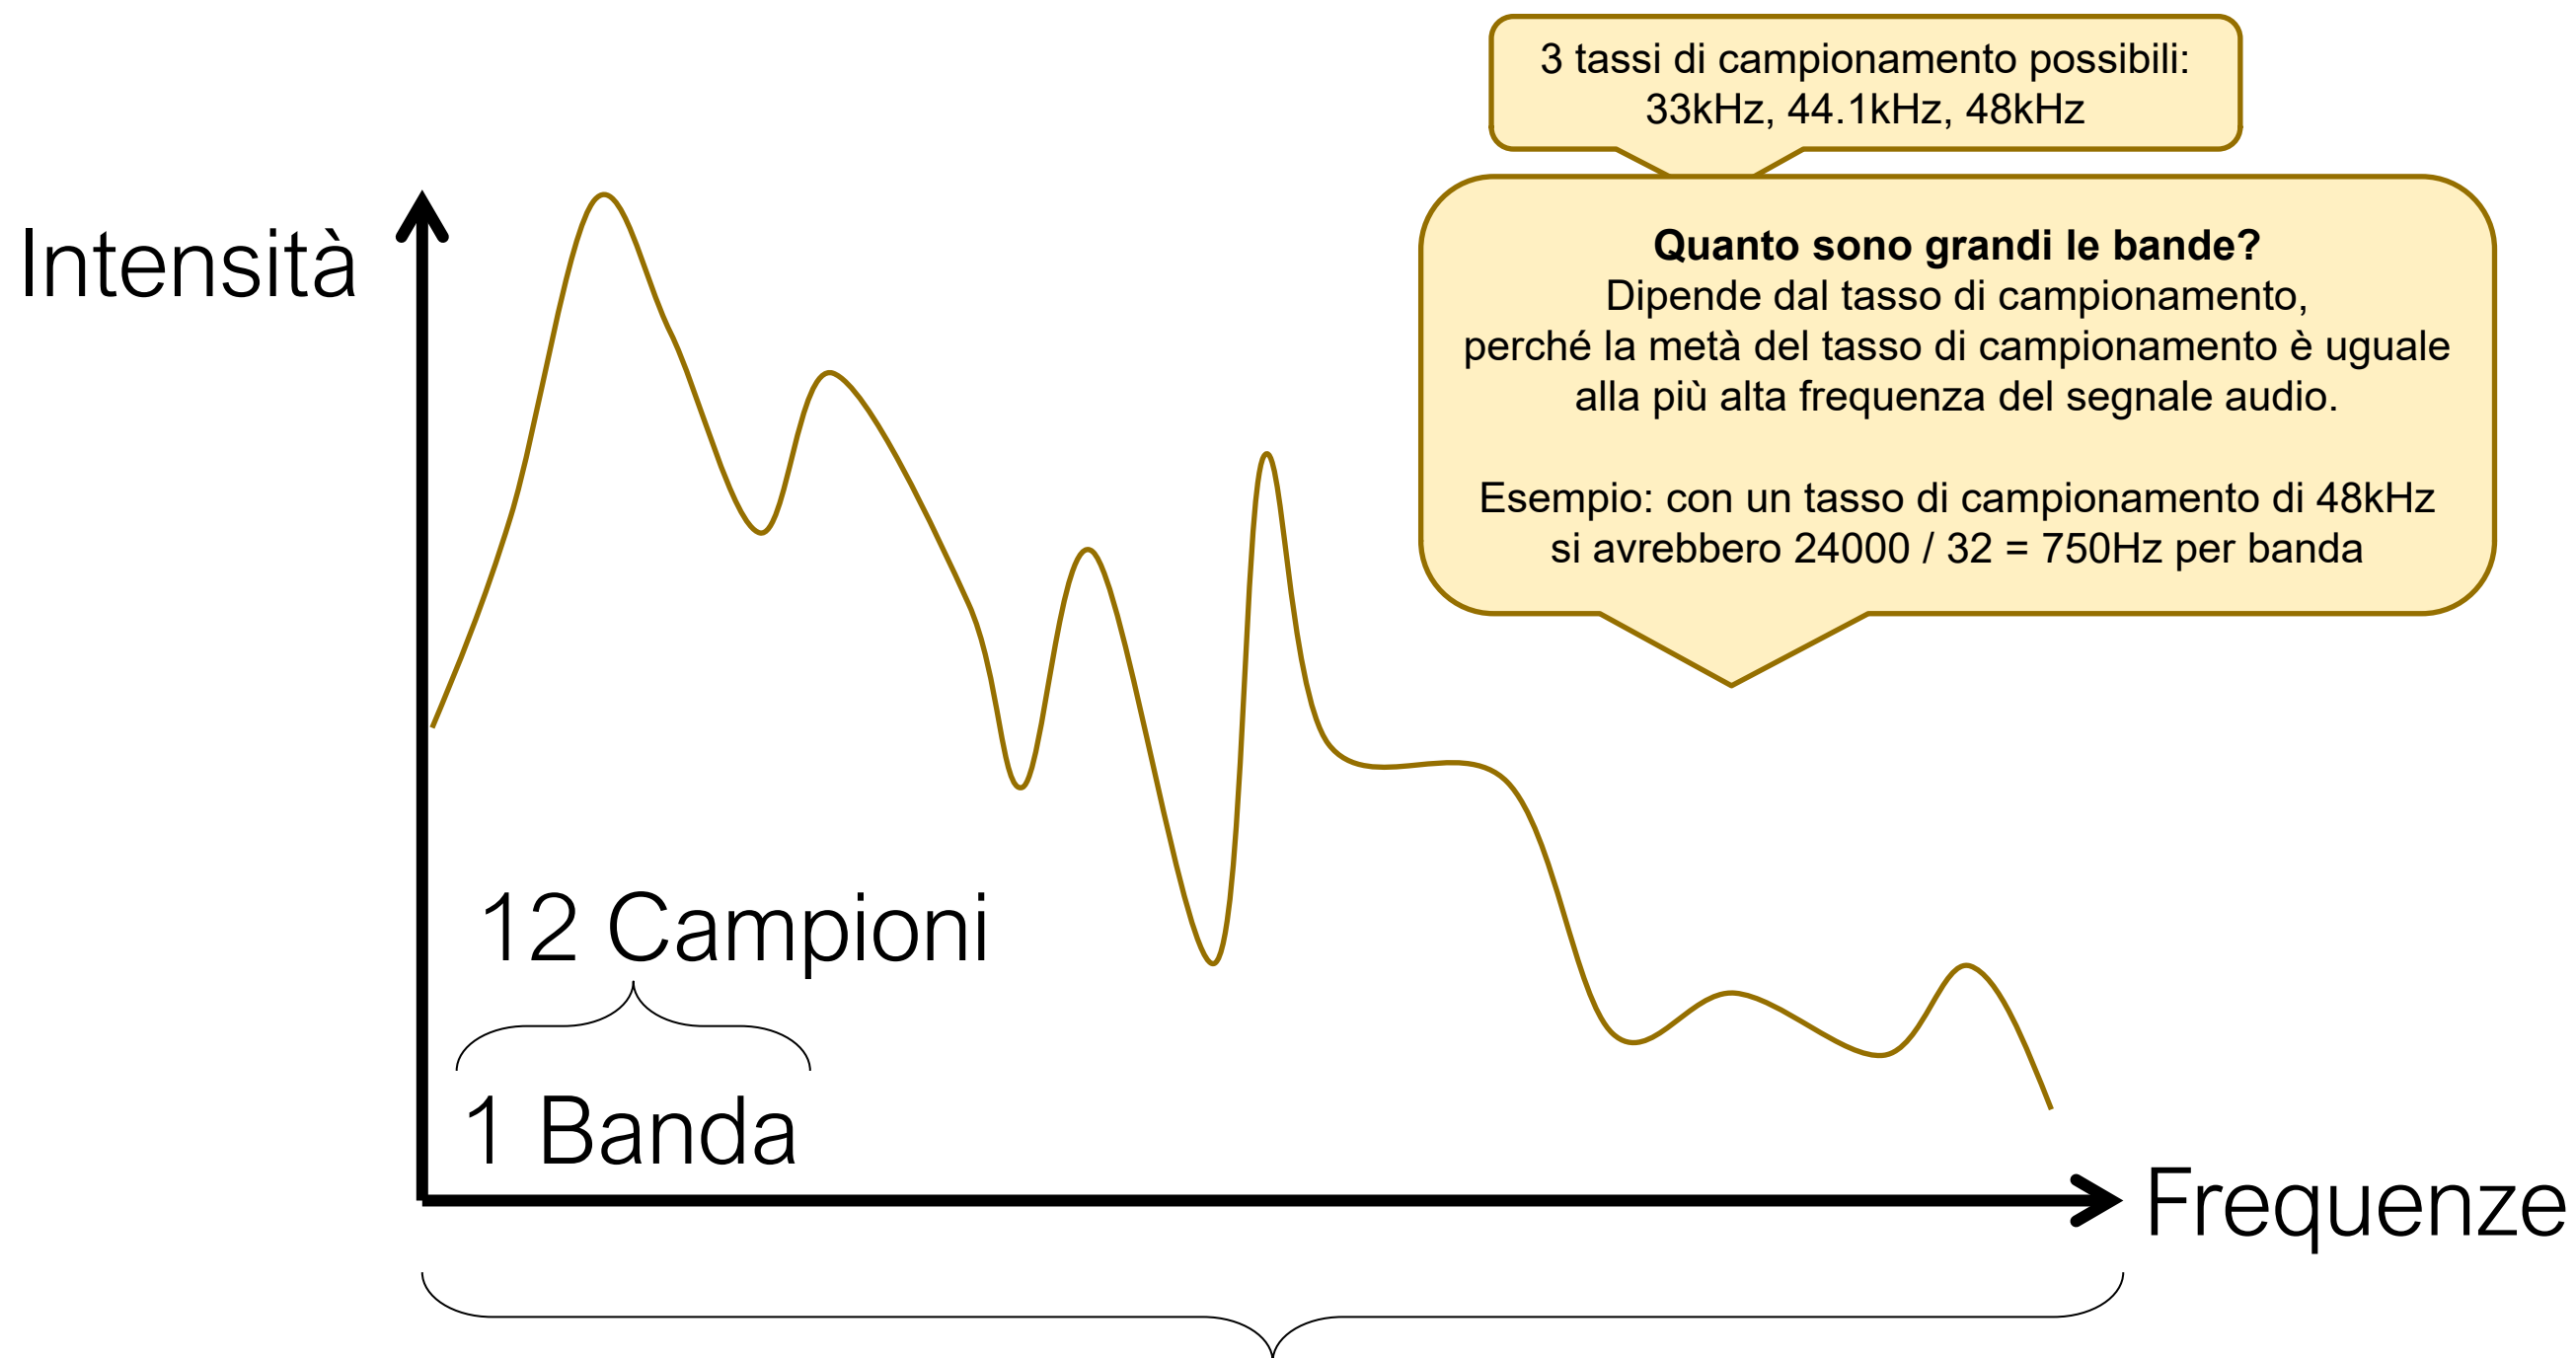 3 tassi di campionamento possibili:
33kHz, 44.1kHz, 48kHz
Quanto sono grandi le bande?
Dipende dal tasso di campionamento,
perché la metà del tasso di campionamento è uguale
alla più alta frequenza del segnale audio.
Esempio: con un tasso di campionamento di 48kHz
si avrebbero 24000 / 32 = 750Hz per banda
Intensità
12 Campioni
1 Banda
Frequenze